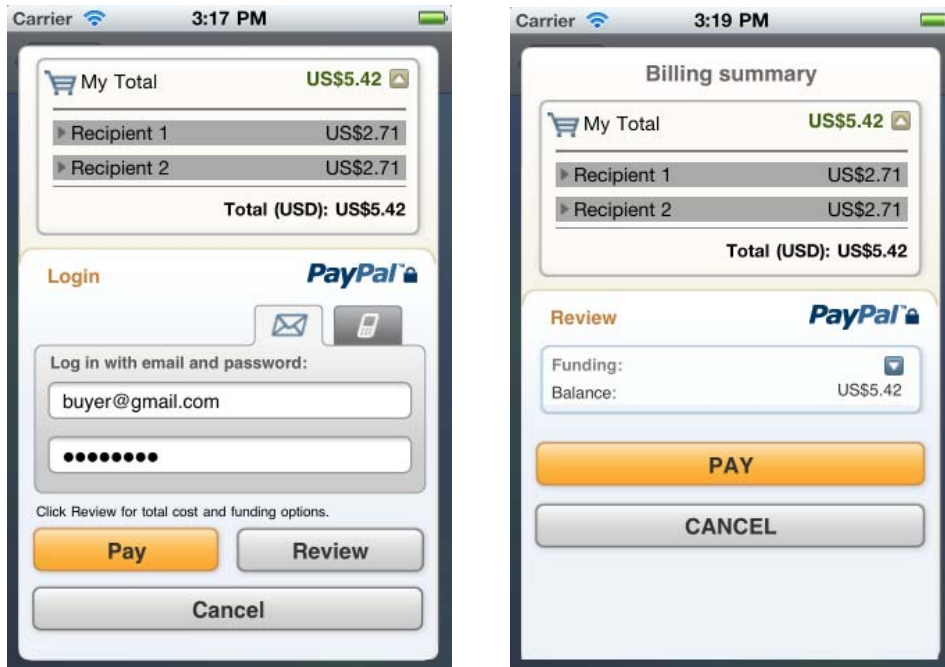 Carrier 3:17 PM
My Total US$5.42
Recipient 1 US$2.71
Recipient 2 US$2.71
Total (USD): US$5.42
Login PayPal™
Log in with email and password:
buyer@gmail.com
●●●●●●●●
Click Review for total cost and funding options.
Pay Review
Cancel
Carrier 3:19 PM
Billing summary
My Total US$5.42
Recipient 1 US$2.71
Recipient 2 US$2.71
Total (USD): US$5.42
Review PayPal™
Funding:
Balance: US$5.42
PAY
CANCEL